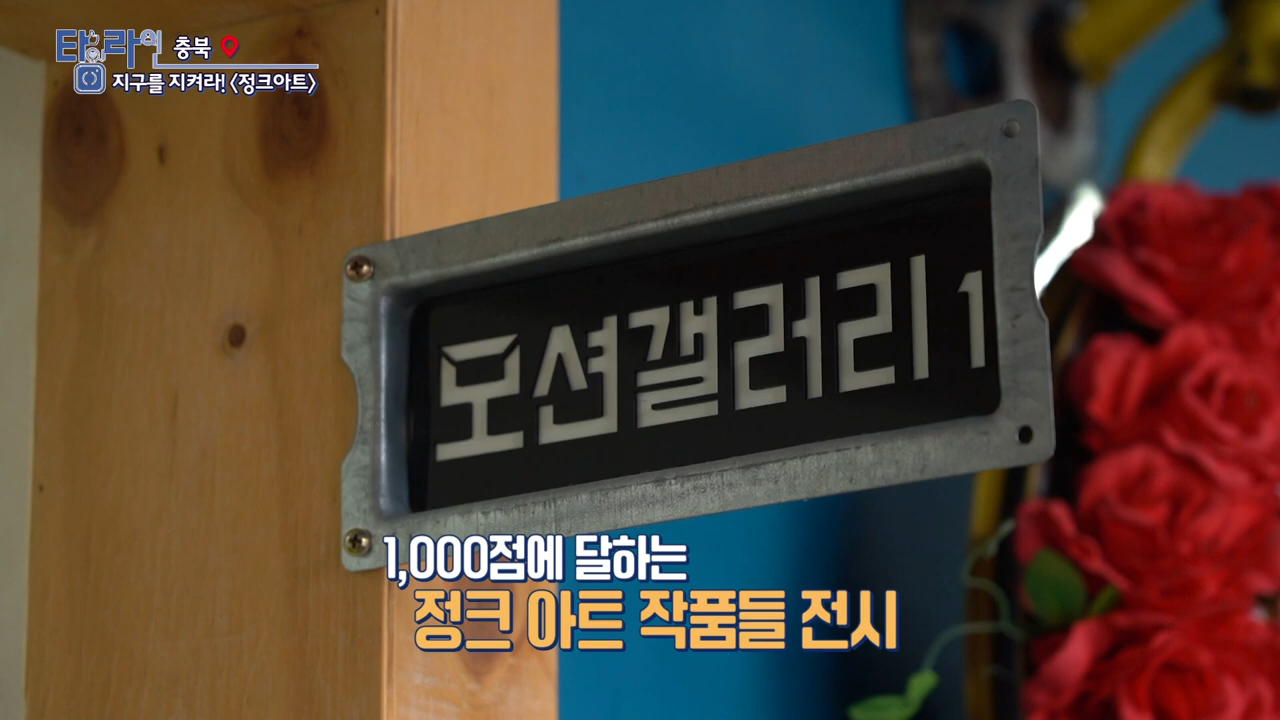 타임라인 충북
지구를 지켜라! <정크아트>
모션갤러리 1
1,000점에 달하는
정크 아트 작품들 전시